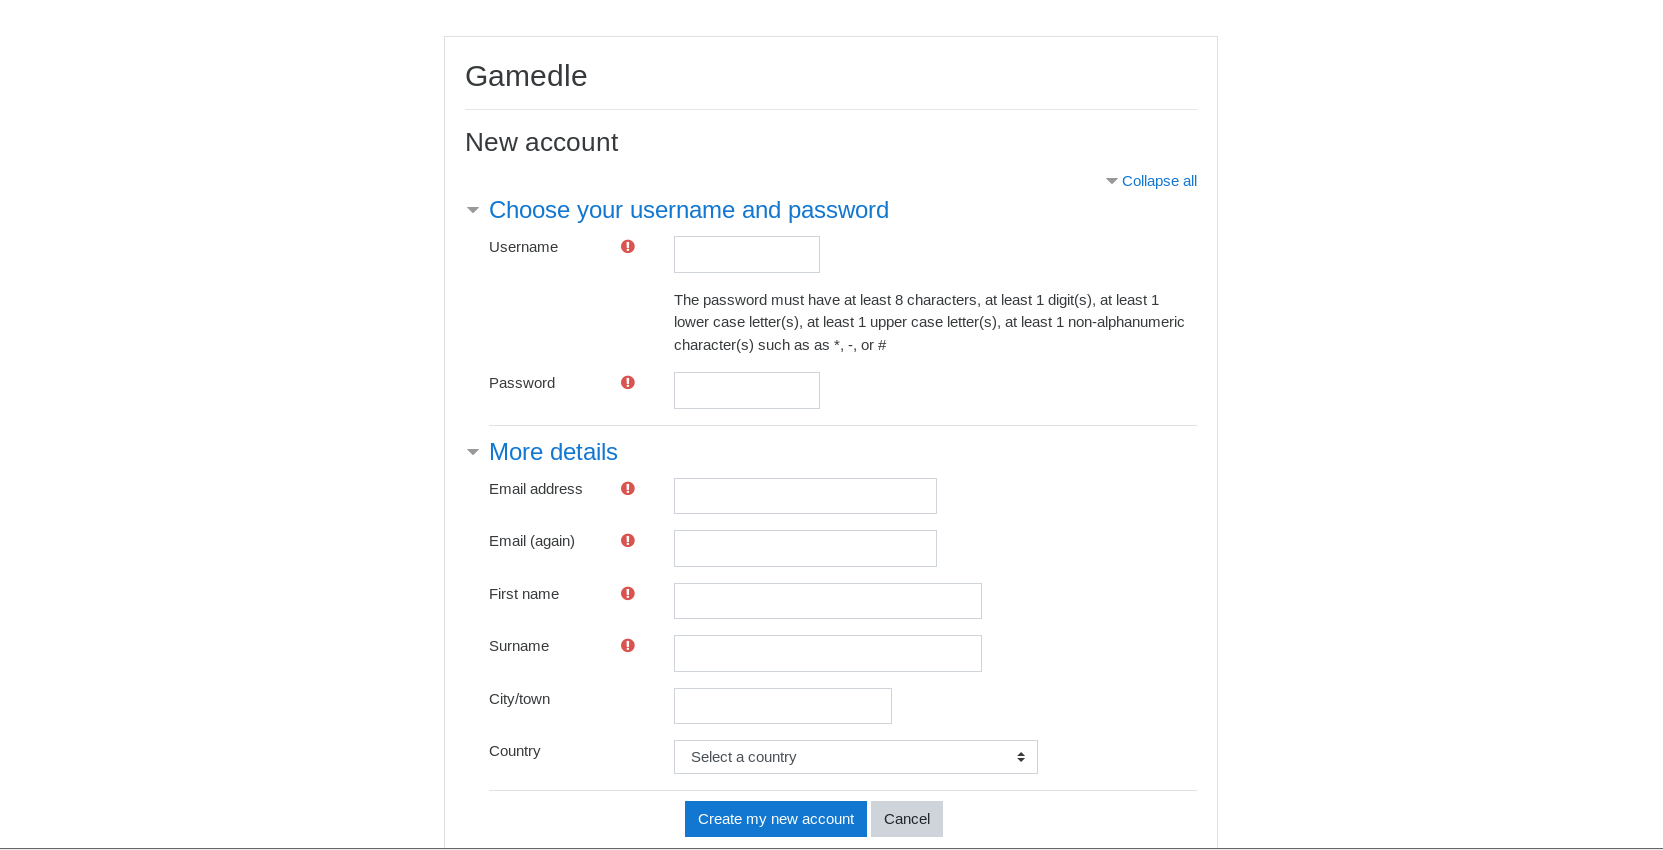 Gamedle
New account
Collapse all
Choose your username and password
Username
The password must have at least 8 characters, at least 1 digit(s), at least 1
lower case letter(s), at least 1 upper case letter(s), at least 1 non-alphanumeric
character(s) such as as *, -, or #
Password
More details
Email address
Email (again)
First name
Surname
City/town
Country
Select a country
Create my new account
Cancel